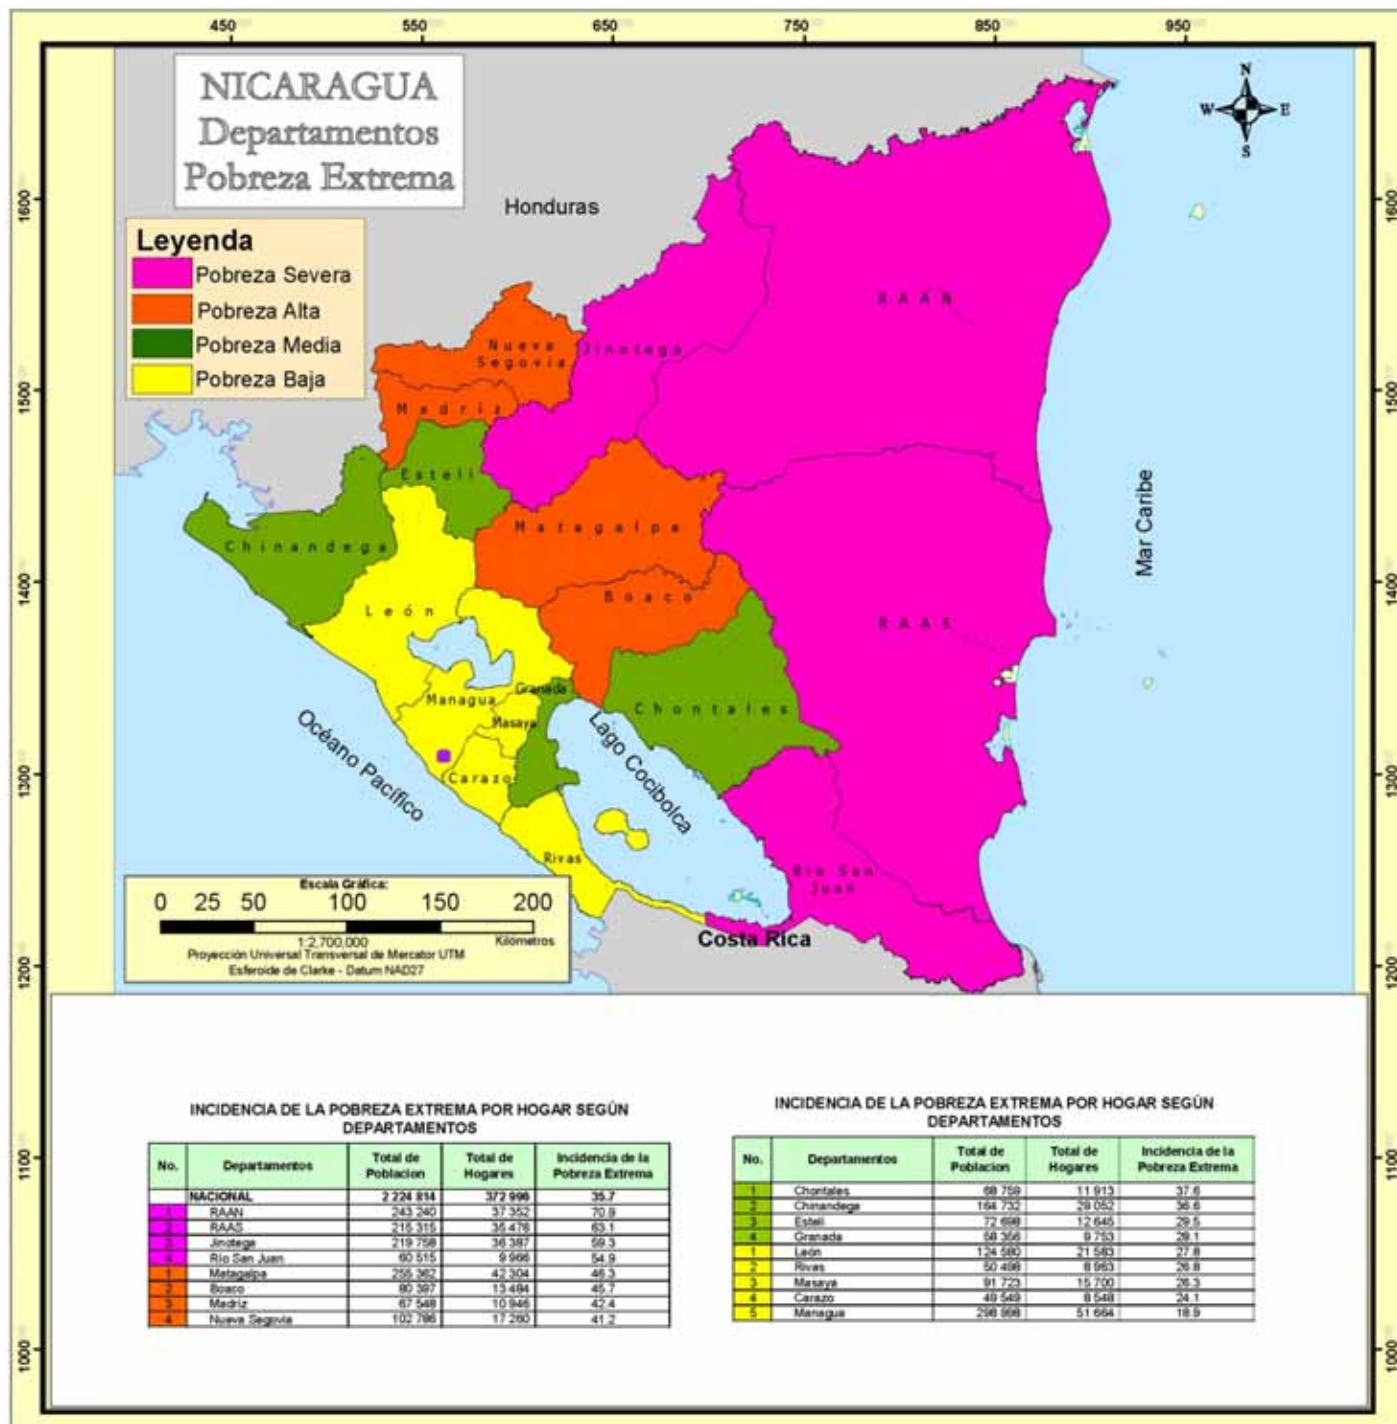 450 550 650 750 850 950
NICARAGUA
Departamentos
Pobreza Extrema
N
W E
S
1600 1600
Honduras
Leyenda
Pobreza Severa
Pobreza Alta
Pobreza Media
Pobreza Baja
RAAN
Nueva
Segovia
Jinotega
1500 1500
Madriz
Estelí
Mar Caribe
Matagalpa
Chinandega
1400 1400
Boaco
León
RAAS
Granada
Managua
Chontales
Masaya
Océano Pacífico
Lago Cocibolca
1300 1300
Carazo
Rivas
Río San
Juan
Escala Gráfica:
0 25 50 100 150 200
1:2,700,000 Kilómetros
Proyección Universal Transversal de Mercator UTM
Esferoide de Clarke - Datum NAD27
Costa Rica
1200 1200
INCIDENCIA DE LA POBREZA EXTREMA POR HOGAR SEGÚN
DEPARTAMENTOS
No. Departamentos Total de Poblacion Total de Hogares Incidencia de la Pobreza Extrema
NACIONAL 2 224 814 372 996 35.7
1 RAAN 243 240 37 352 70.9
2 RAAS 215 315 35 476 63.1
3 Jinotega 219 758 36 387 59.3
4 Río San Juan 60 515 9 966 54.9
1 Matagalpa 255 362 42 304 46.3
2 Boaco 80 397 13 484 45.7
3 Madriz 67 548 10 946 42.4
4 Nueva Segovia 102 786 17 260 41.2
INCIDENCIA DE LA POBREZA EXTREMA POR HOGAR SEGÚN
DEPARTAMENTOS
No. Departamentos Total de Poblacion Total de Hogares Incidencia de la Pobreza Extrema
1 Chontales 68 759 11 913 37.6
2 Chinandega 164 732 29 052 36.6
3 Estelí 72 698 12 645 29.5
4 Granada 58 356 9 753 28.1
1 León 124 580 21 583 27.8
2 Rivas 50 498 8 963 26.8
3 Masaya 91 723 15 700 26.3
4 Carazo 49 549 8 548 24.1
5 Managua 298 998 51 664 18.9
1100 1100
1000 1000